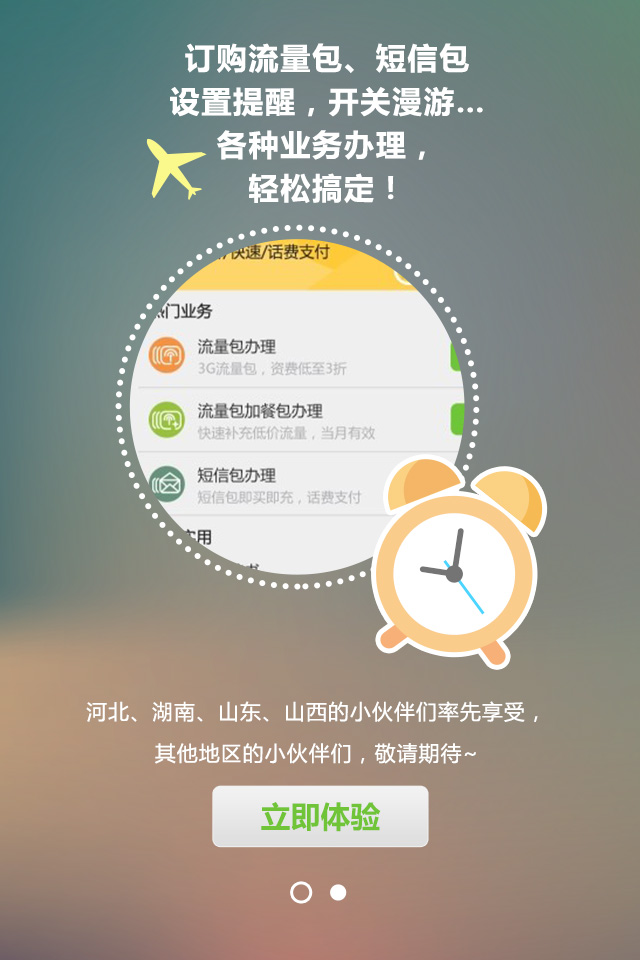 订购流量包、短信包
设置提醒，开关漫游...
各种业务办理，
轻松搞定！
/快速/话费支付
热门业务
流量包办理
3G流量包，资费低至3折
流量包加餐包办理
快速补充低价流量，当月有效
短信包办理
短信包即买即充，话费支付
实用
河北、湖南、山东、山西的小伙伴们率先享受，
其他地区的小伙伴们，敬请期待~
立即体验